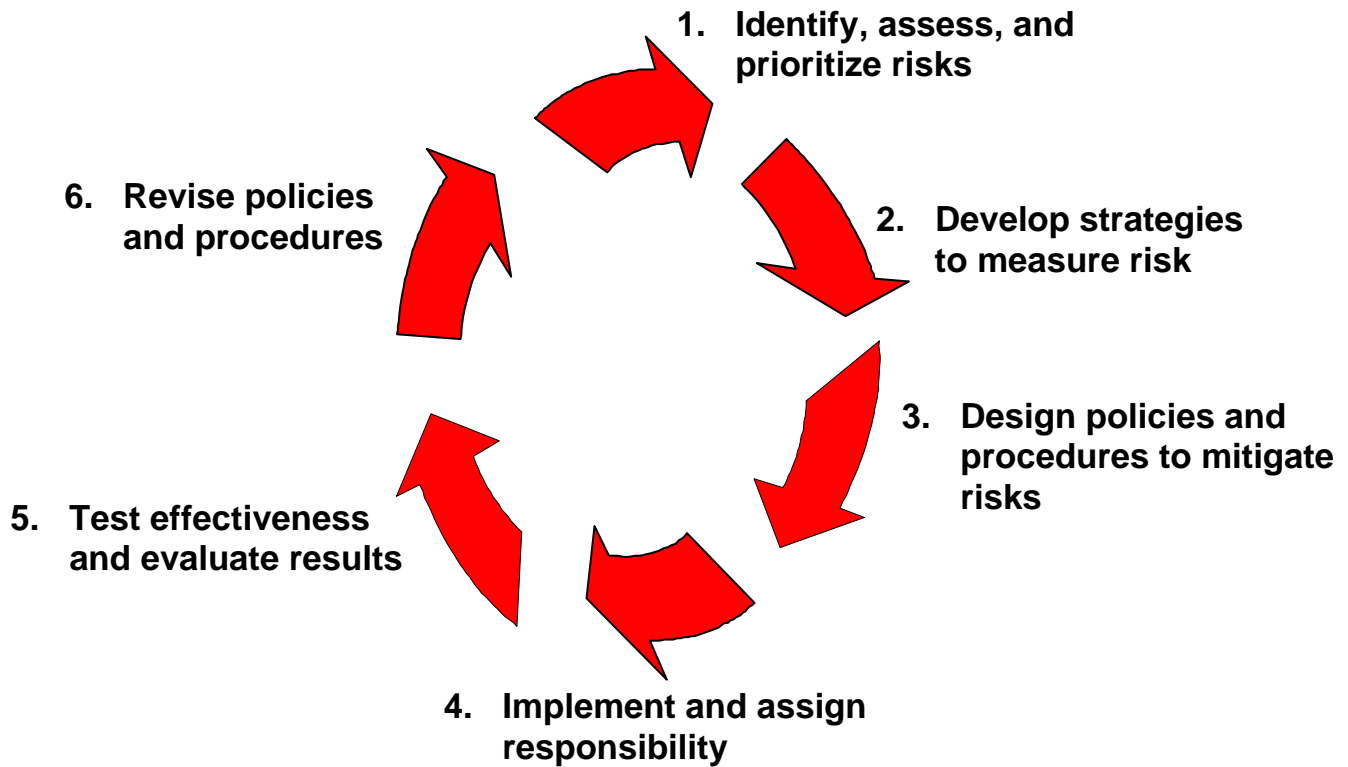 1. Identify, assess, and
prioritize risks
2. Develop strategies
to measure risk
3. Design policies and
procedures to mitigate
risks
4. Implement and assign
responsibility
5. Test effectiveness
and evaluate results
6. Revise policies
and procedures